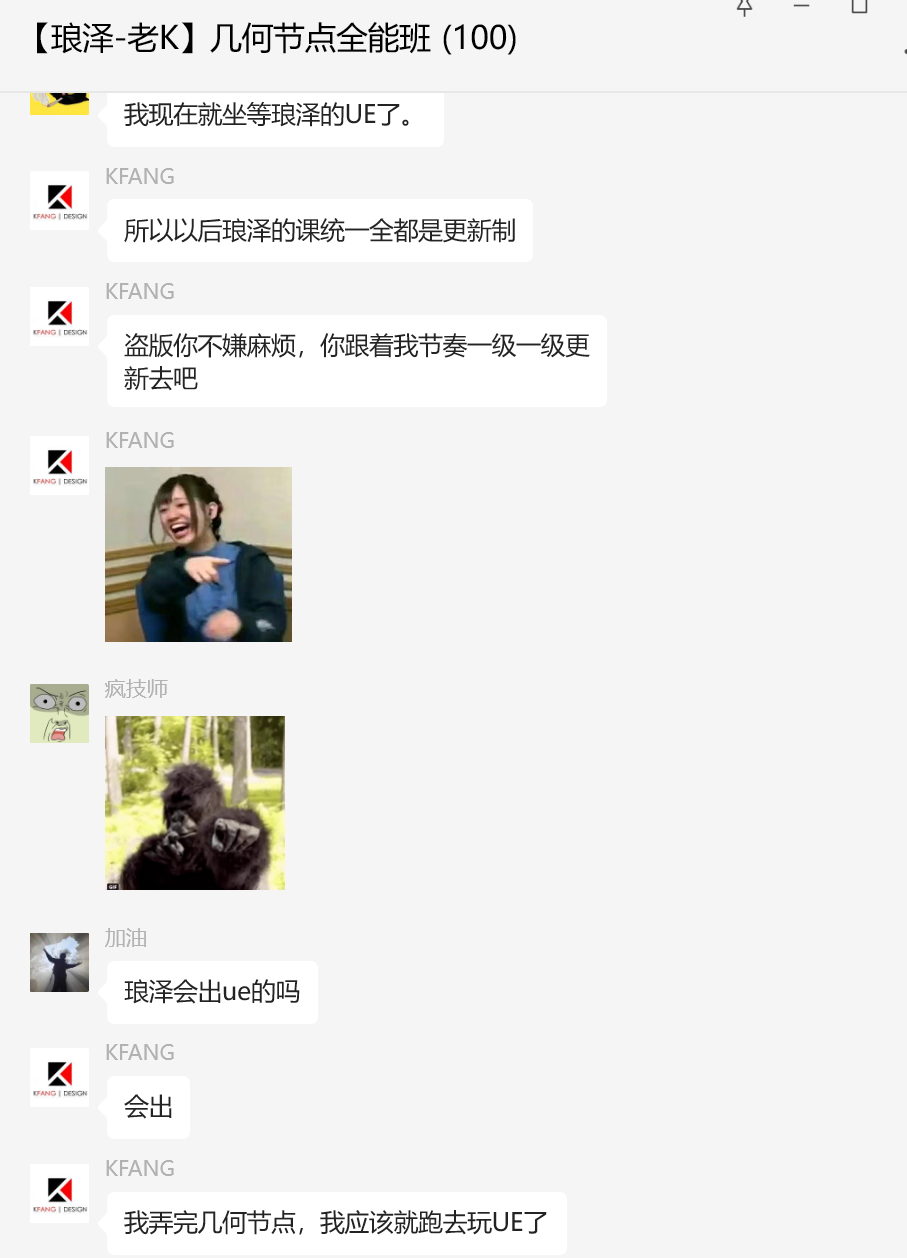 【琅泽-老K】几何节点全能班 (100)
我现在就坐等琅泽的UE了。
KFANG
KFANG | DESIGN
所以以后琅泽的课统一全都是更新制
KFANG
KFANG | DESIGN
盗版你不嫌麻烦，你跟着我节奏一级一级更
新去吧
KFANG
KFANG | DESIGN
疯技师
GIF
加油
琅泽会出ue的吗
KFANG
KFANG | DESIGN
会出
KFANG
KFANG | DESIGN
我弄完几何节点，我应该就跑去玩UE了